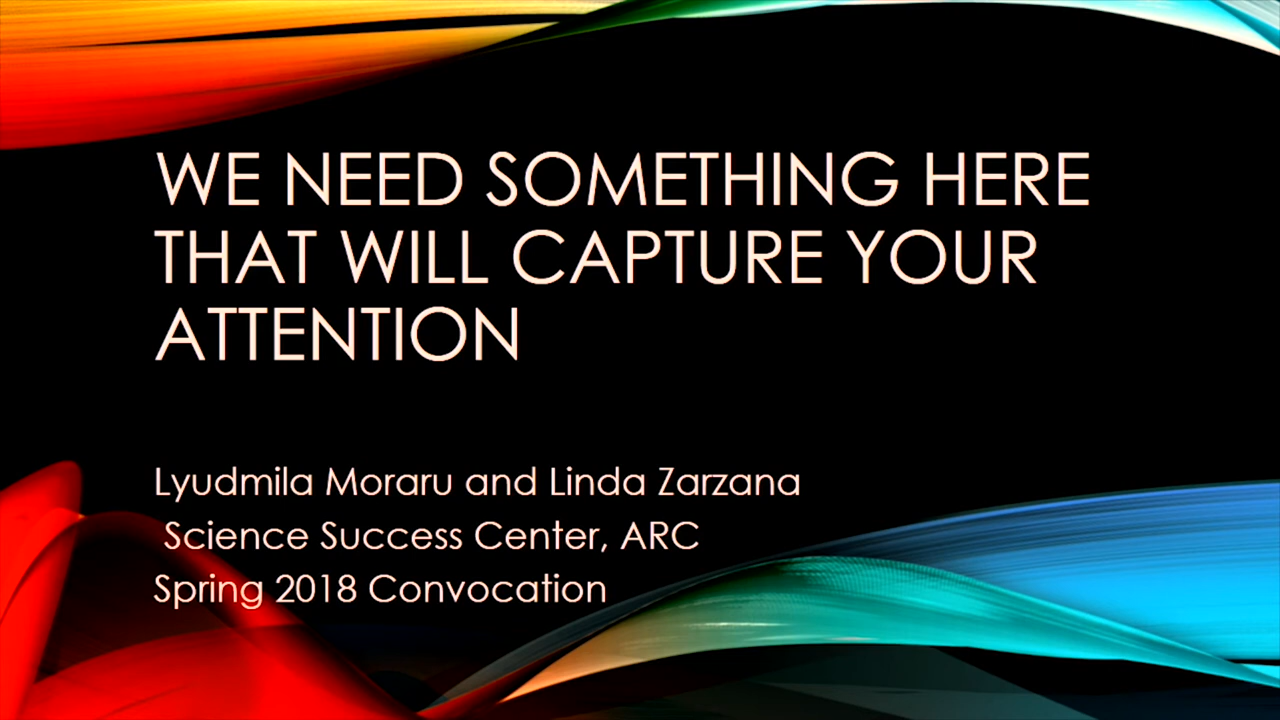 WE NEED SOMETHING HERE
THAT WILL CAPTURE YOUR
ATTENTION
Lyudmila Moraru and Linda Zarzana
Science Success Center, ARC
Spring 2018 Convocation